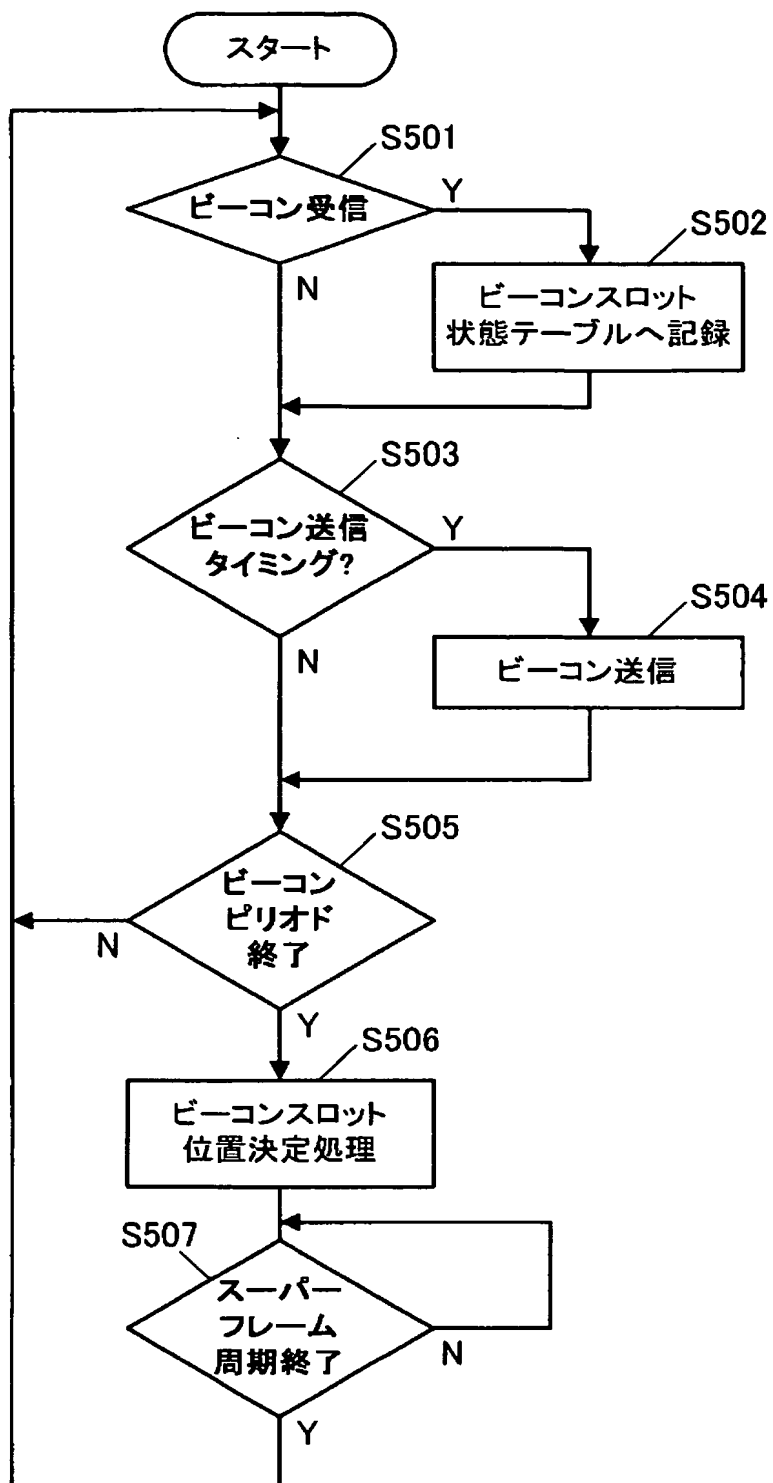 スタート
S501
ビーコン受信
Y
N
S502
ビーコンスロット
状態テーブルへ記録
S503
ビーコン送信
タイミング?
Y
N
S504
ビーコン送信
S505
ビーコン
ピリオド
終了
N
Y
S506
ビーコンスロット
位置決定処理
S507
スーパー
フレーム
周期終了
N
Y